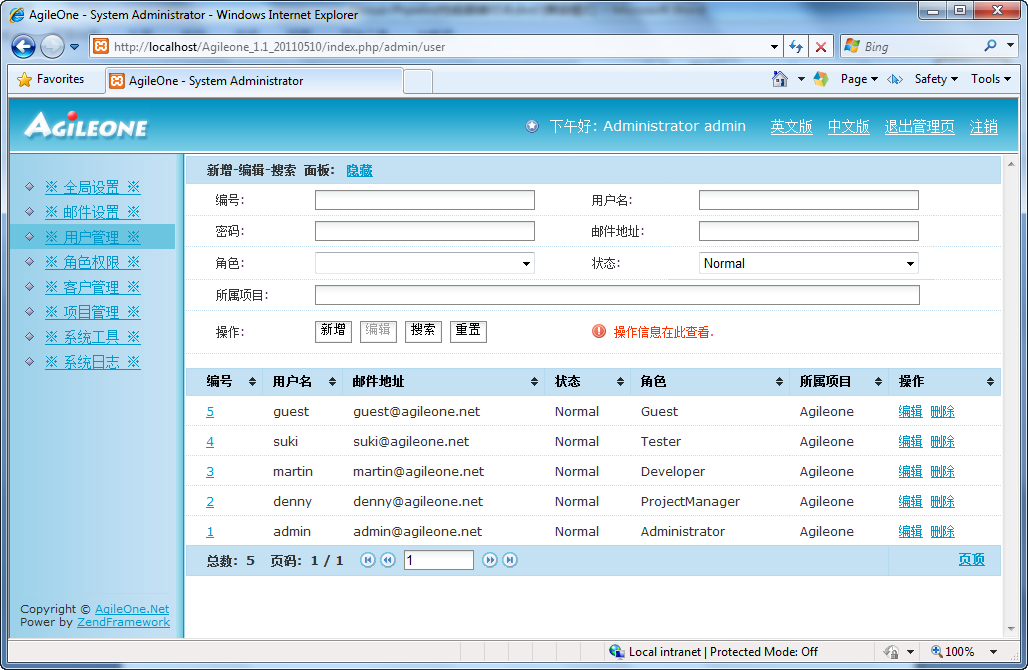 AgileOne - System Administrator - Windows Internet Explorer
http://localhost/Agileone_1.1_20110510/index.php/admin/user
Bing
Favorites
AgileOne - System Administrator
Page
Safety
Tools
AGILEONE
下午好: Administrator admin
英文版 中文版 退出管理页 注销
※ 全局设置 ※
※ 邮件设置 ※
※ 用户管理 ※
※ 角色权限 ※
※ 客户管理 ※
※ 项目管理 ※
※ 系统工具 ※
※ 系统日志 ※
Copyright © AgileOne.Net
Power by ZendFramework
新增-编辑-搜索 面板: 隐藏
编号: 用户名:
密码: 邮件地址:
角色: 状态: Normal
所属项目:
操作: 新增 编辑 搜索 重置 操作信息在此查看.
编号 用户名 邮件地址 状态 角色 所属项目 操作
5 guest guest@agileone.net Normal Guest Agileone 编辑 删除
4 suki suki@agileone.net Normal Tester Agileone 编辑 删除
3 martin martin@agileone.net Normal Developer Agileone 编辑 删除
2 denny denny@agileone.net Normal ProjectManager Agileone 编辑 删除
1 admin admin@agileone.net Normal Administrator Agileone 编辑 删除
总数: 5 页码: 1 / 1 1 页顶
Local intranet | Protected Mode: Off 100%